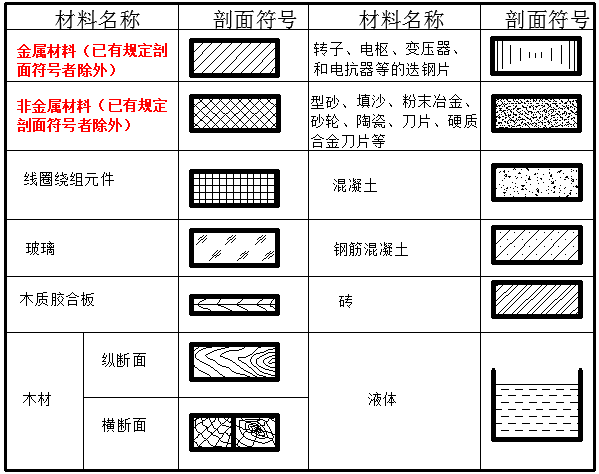 材料名称 剖面符号 材料名称 剖面符号
金属材料（已有规定剖
面符号者除外）
转子、电枢、变压器、
和电抗器等的迭钢片
非金属材料（已有规定
剖面符号者除外）
型砂、填沙、粉末冶金、
砂轮、陶瓷、刀片、硬质
合金刀片等
线圈绕组元件
混凝土
玻璃
钢筋混凝土
木质胶合板
砖
木材
纵断面
横断面
液体